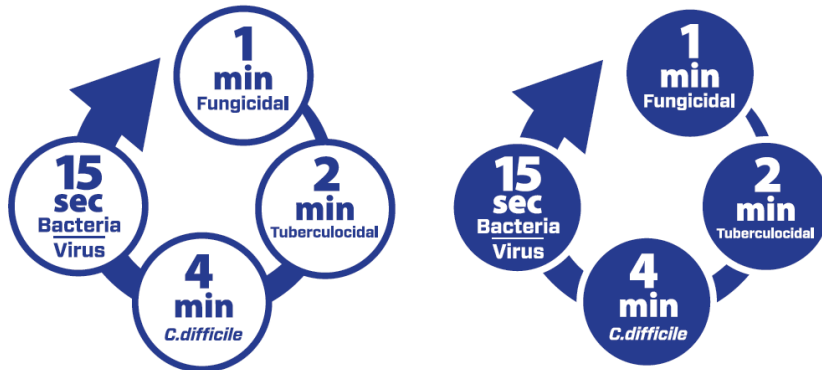 1
min
Fungicidal
15
sec
Bacteria
Virus
2
min
Tuberculocidal
4
min
C.difficile
1
min
Fungicidal
15
sec
Bacteria
Virus
2
min
Tuberculocidal
4
min
C.difficile